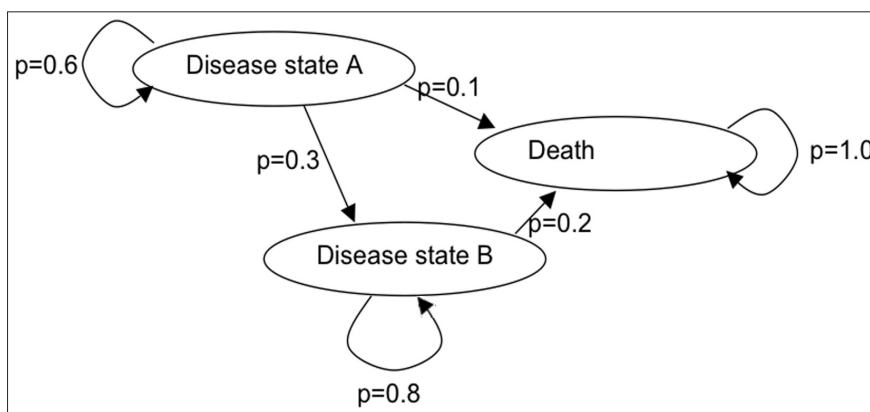 Disease state A
p=0.6
p=0.1
Death
p=1.0
p=0.3
p=0.2
Disease state B
p=0.8